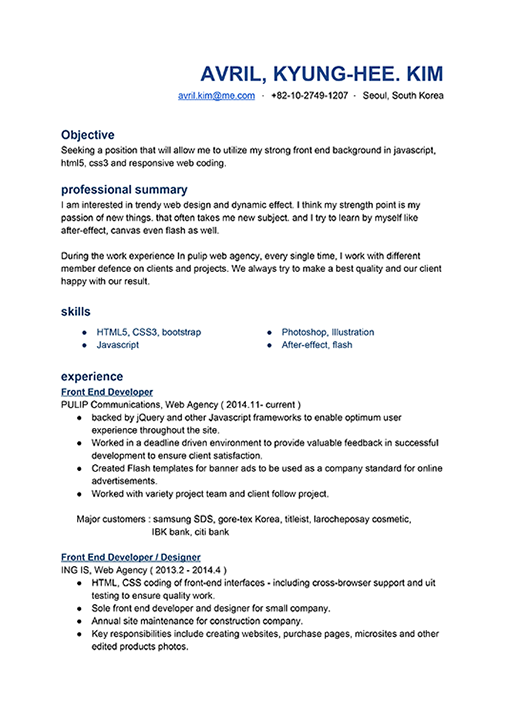 AVRIL, KYUNG-HEE. KIM
avril.kim@me.com · +82-10-2749-1207 · Seoul, South Korea
Objective
Seeking a position that will allow me to utilize my strong front end background in javascript,
html5, css3 and responsive web coding.
professional summary
I am interested in trendy web design and dynamic effect. I think my strength point is my
passion of new things. that often takes me new subject. and I try to learn by myself like
after-effect, canvas even flash as well.
During the work experience In pulip web agency, every single time, I work with different
member defence on clients and projects. We always try to make a best quality and our client
happy with our result.
skills
● HTML5, CSS3, bootstrap
● Javascript
● Photoshop, Illustration
● After-effect, flash
experience
Front End Developer
PULIP Communications, Web Agency ( 2014.11- current )
● backed by jQuery and other Javascript frameworks to enable optimum user
experience throughout the site.
● Worked in a deadline driven environment to provide valuable feedback in successful
development to ensure client satisfaction.
● Created Flash templates for banner ads to be used as a company standard for online
advertisements.
● Worked with variety project team and client follow project.
Major customers : samsung SDS, gore-tex Korea, titleist, larocheposay cosmetic,
IBK bank, citi bank
Front End Developer / Designer
ING IS, Web Agency ( 2013.2 - 2014.4 )
● HTML, CSS coding of front-end interfaces - including cross-browser support and uit
testing to ensure quality work.
● Sole front end developer and designer for small company.
● Annual site maintenance for construction company.
● Key responsibilities include creating websites, purchase pages, microsites and other
edited products photos.